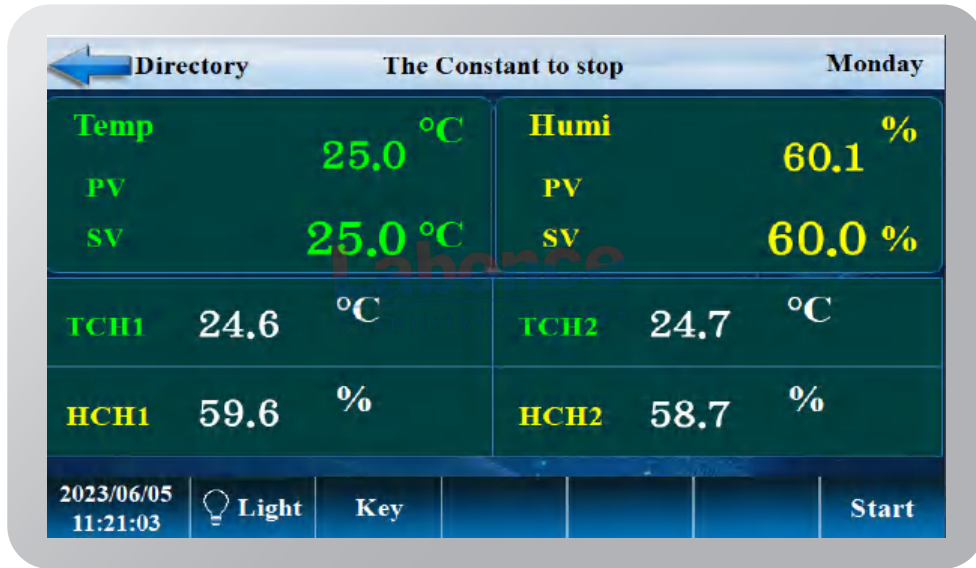 Directory The Constant to stop Monday
Temp 25.0 °C
PV
SV 25.0 °C
Humi 60.1 %
PV
SV 60.0 %
Labonce
TCH1 24.6 °C TCH2 24.7 °C
HCH1 59.6 % HCH2 58.7 %
2023/06/05
11:21:03
Light Key Start